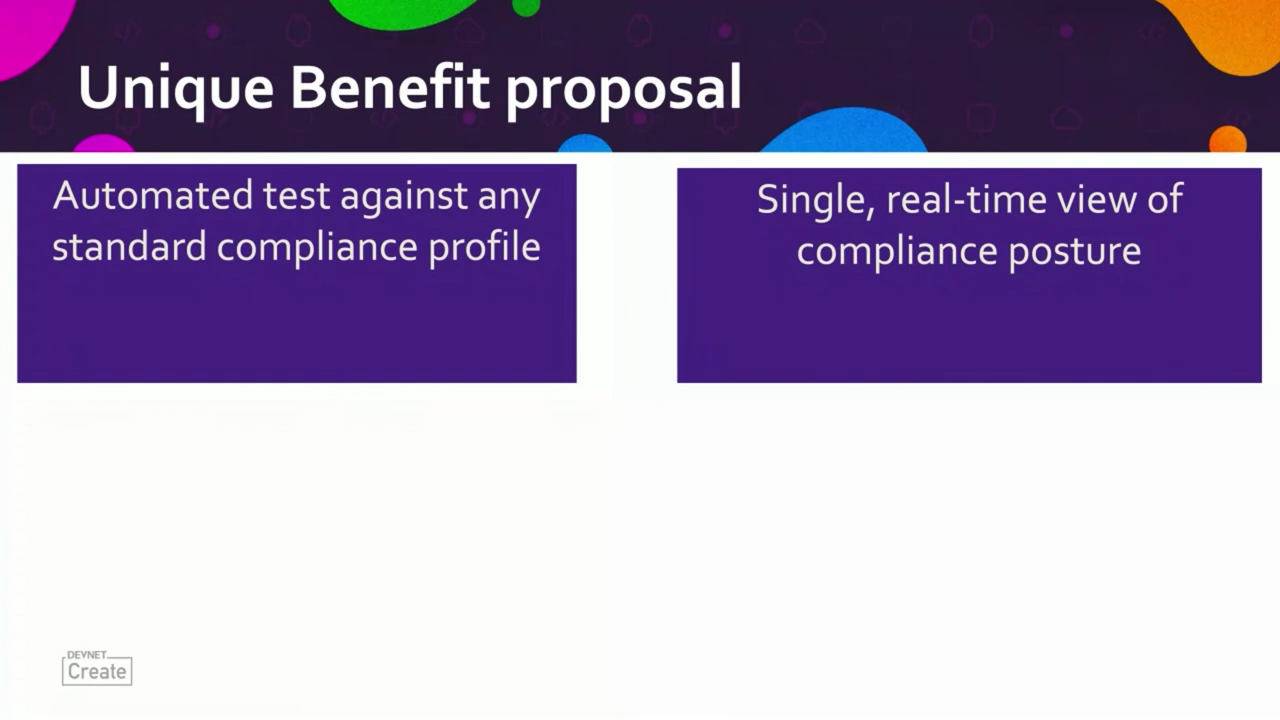 Unique Benefit proposal
Automated test against any
standard compliance profile
Single, real-time view of
compliance posture
DEVNET
Create